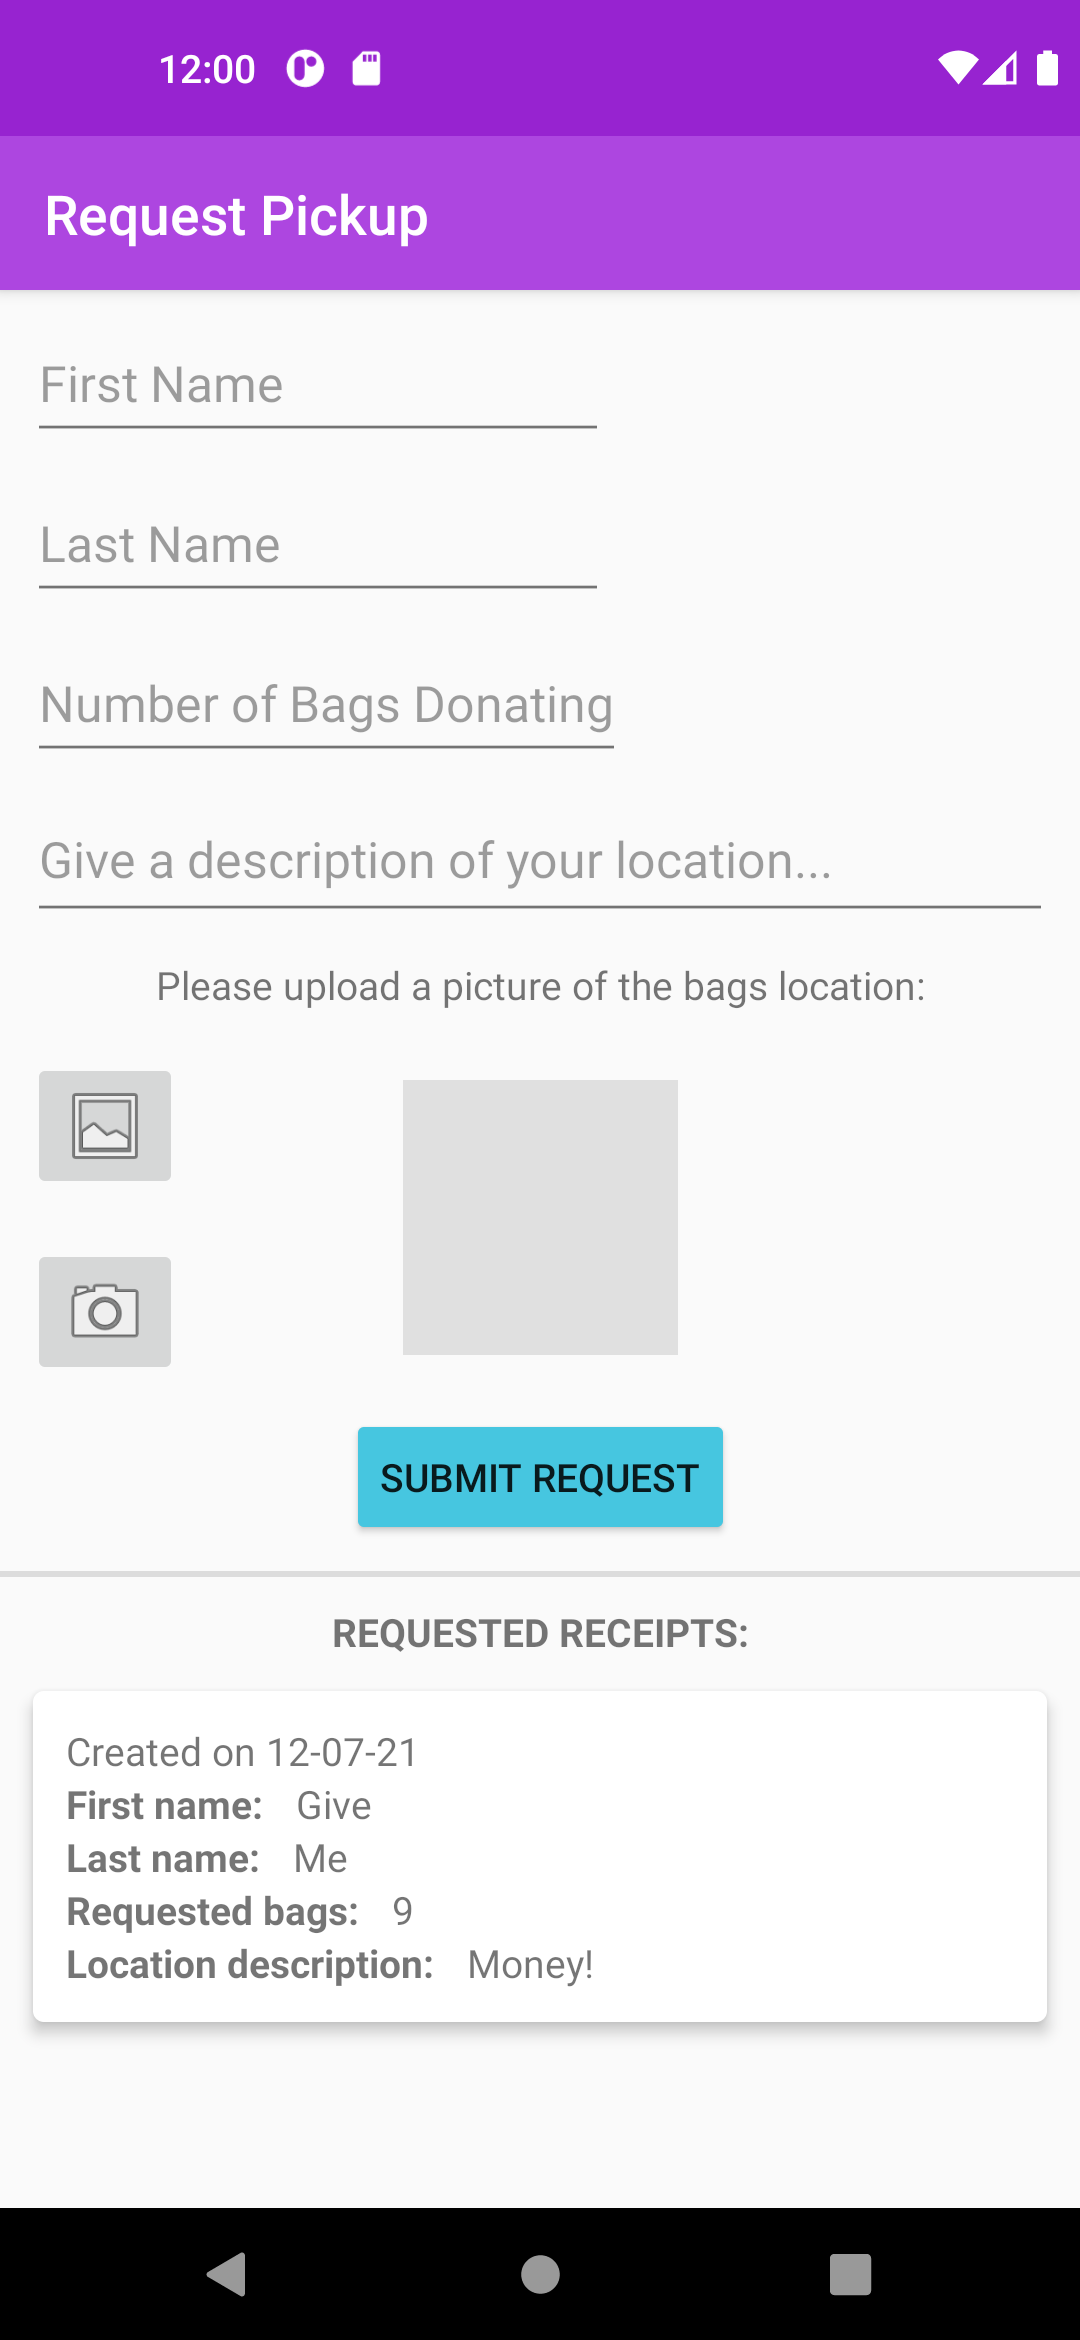 12:00
Request Pickup
First Name
Last Name
Number of Bags Donating
Give a description of your location...
Please upload a picture of the bags location:
SUBMIT REQUEST
REQUESTED RECEIPTS:
Created on 12-07-21
First name: Give
Last name: Me
Requested bags: 9
Location description: Money!